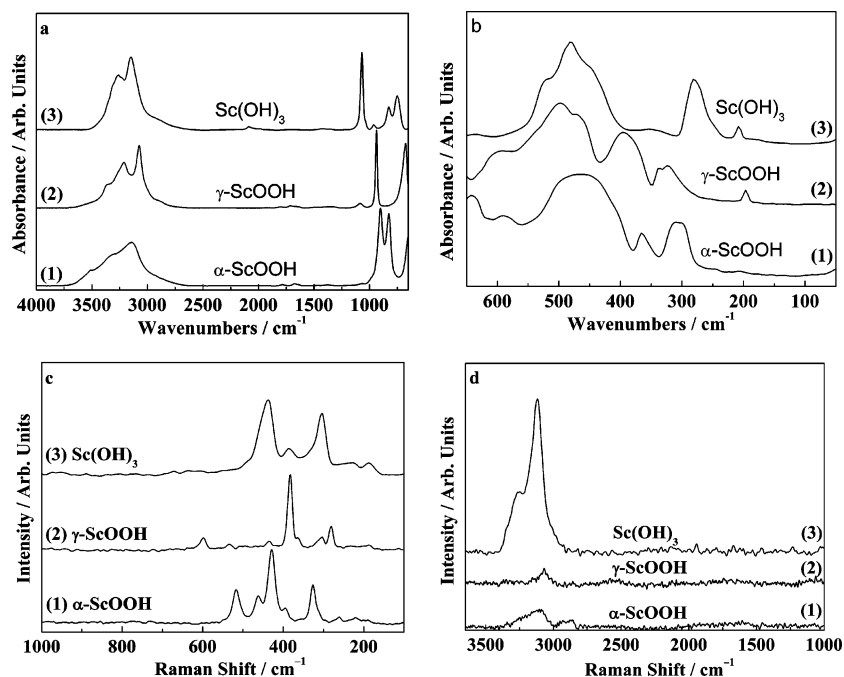 a
Absorbance / Arb. Units
(3)
Sc(OH)3
(2)
γ-ScOOH
(1)
α-ScOOH
4000 3500 3000 2500 2000 1500 1000
Wavenumbers / cm-1
b
Absorbance / Arb. Units
Sc(OH)3
(3)
γ-ScOOH
(2)
α-ScOOH
(1)
600 500 400 300 200 100
Wavenumbers / cm-1
c
Intensity / Arb. Units
(3) Sc(OH)3
(2) γ-ScOOH
(1) α-ScOOH
1000 800 600 400 200
Raman Shift / cm-1
d
Intensity / Arb. Units
Sc(OH)3 (3)
γ-ScOOH (2)
α-ScOOH (1)
3500 3000 2500 2000 1500 1000
Raman Shift / cm-1